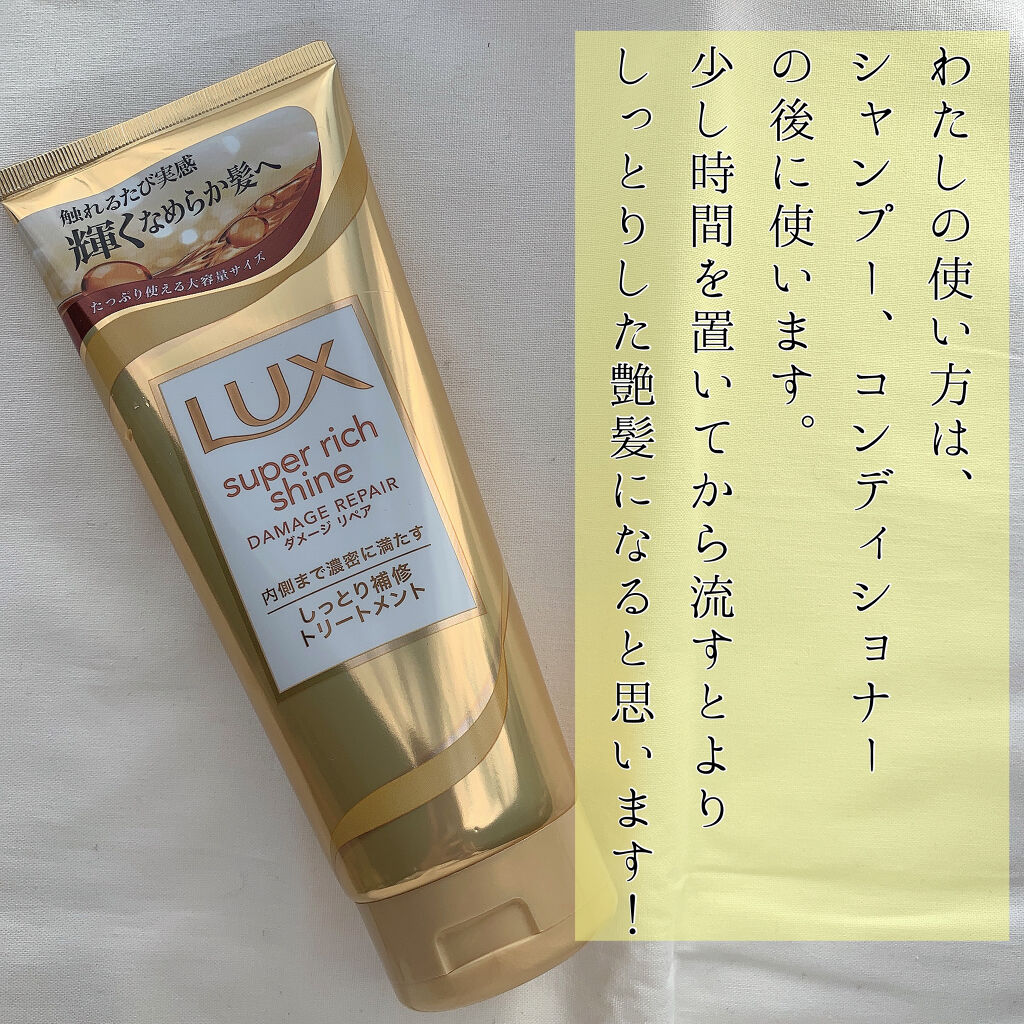 わたしの使い方は、
シャンプー、コンディショナー
の後に使います。
少し時間を置いてから流すとより
しっとりした艶髪になると思います！
触れるたび実感
輝くなめらか髪へ
たっぷり使える大容量サイズ
LUX
super rich
shine
DAMAGE REPAIR
ダメージ リペア
内側まで濃密に満たす
しっとり補修
トリートメント